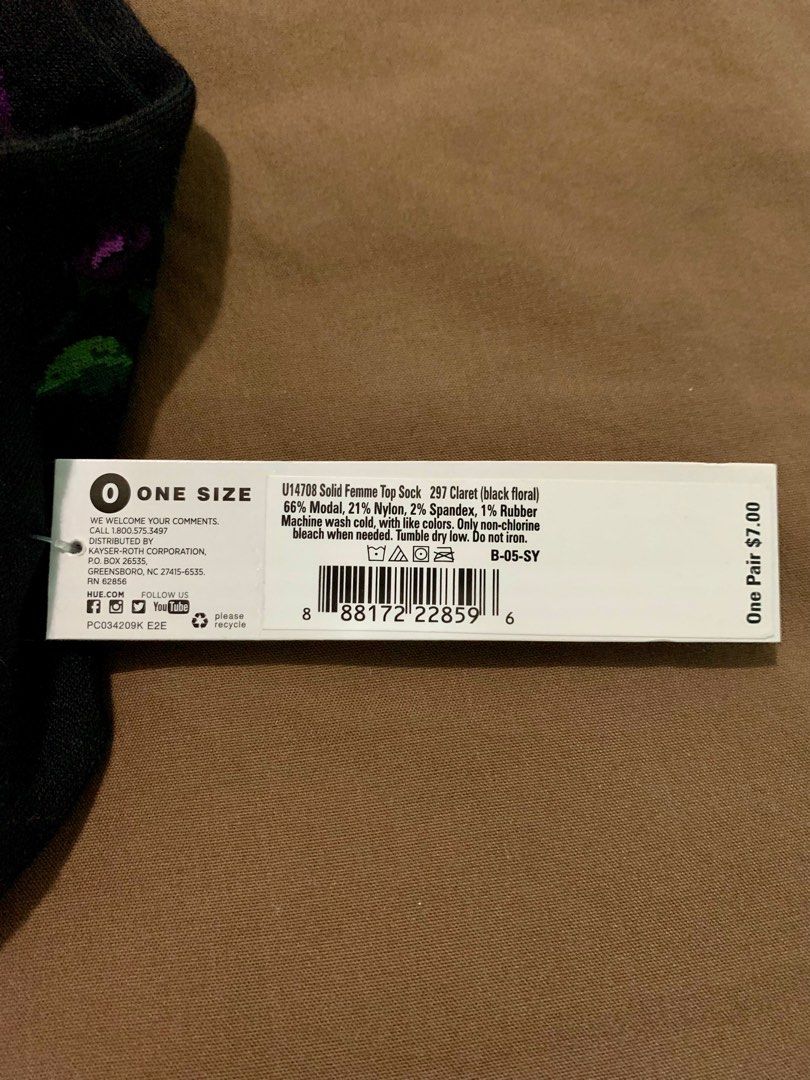 0 ONE SIZE
WE WELCOME YOUR COMMENTS.
CALL 1.800.575.3497
DISTRIBUTED BY
KAYSER-ROTH CORPORATION,
P.O. BOX 26535,
GREENSBORO, NC 27415-6535.
RN 62856
HUE.COM FOLLOW US
YouTube
please
recycle
PC034209K E2E
U14708 Solid Femme Top Sock 297 Claret (black floral)
66% Modal, 21% Nylon, 2% Spandex, 1% Rubber
Machine wash cold, with like colors. Only non-chlorine
bleach when needed. Tumble dry low. Do not iron.
B-05-SY
8 88172 22859 6
One Pair $7.00